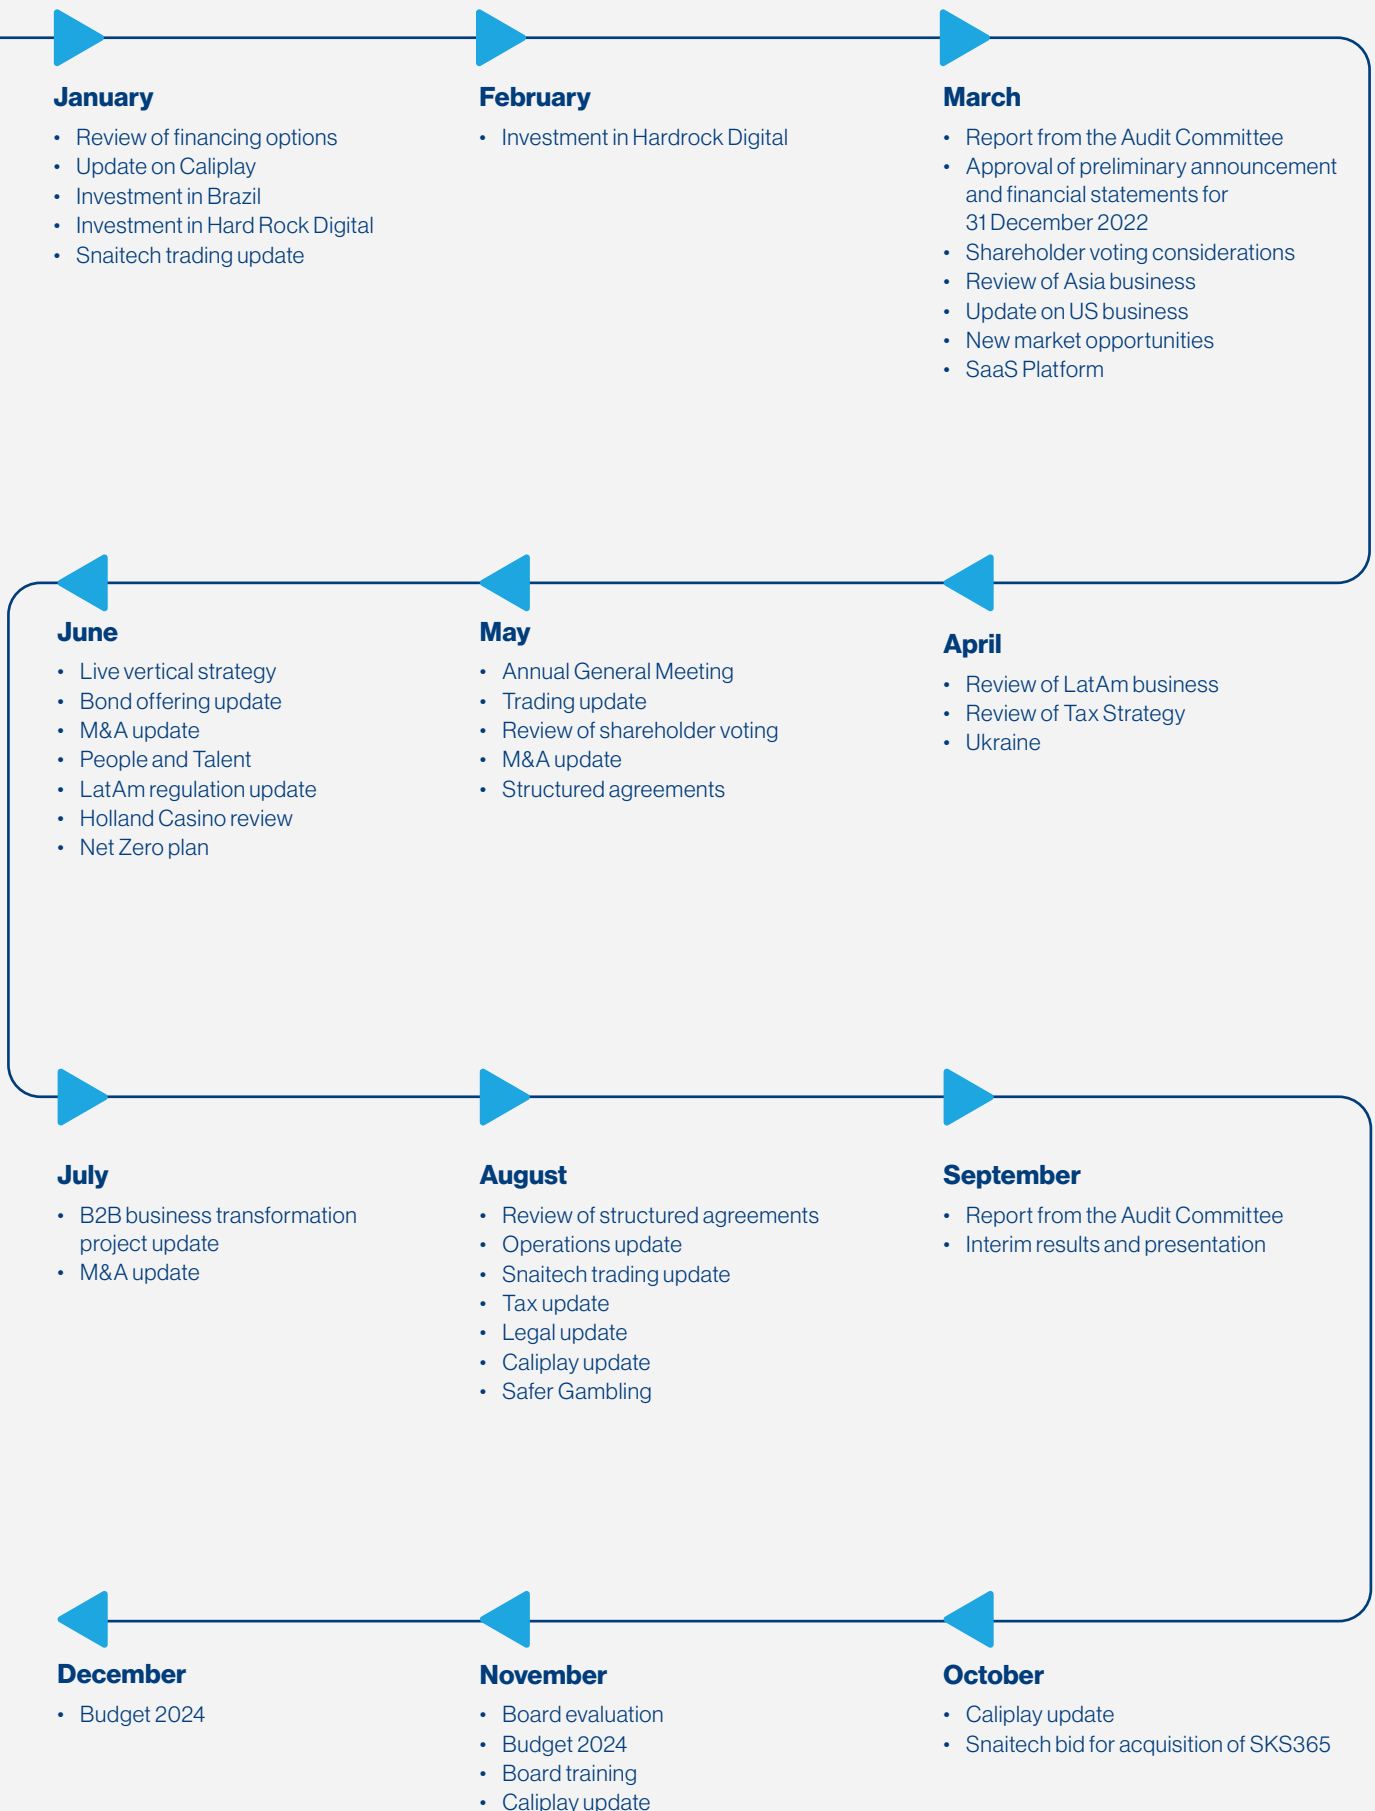 January
• Review of financing options
• Update on Caliplay
• Investment in Brazil
• Investment in Hard Rock Digital
• Snaitech trading update
February
• Investment in Hardrock Digital
March
• Report from the Audit Committee
• Approval of preliminary announcement
and financial statements for
31 December 2022
• Shareholder voting considerations
• Review of Asia business
• Update on US business
• New market opportunities
• SaaS Platform
April
• Review of LatAm business
• Review of Tax Strategy
• Ukraine
May
• Annual General Meeting
• Trading update
• Review of shareholder voting
• M&A update
• Structured agreements
June
• Live vertical strategy
• Bond offering update
• M&A update
• People and Talent
• LatAm regulation update
• Holland Casino review
• Net Zero plan
July
• B2B business transformation
project update
• M&A update
August
• Review of structured agreements
• Operations update
• Snaitech trading update
• Tax update
• Legal update
• Caliplay update
• Safer Gambling
September
• Report from the Audit Committee
• Interim results and presentation
October
• Caliplay update
• Snaitech bid for acquisition of SKS365
November
• Board evaluation
• Budget 2024
• Board training
• Caliplay update
December
• Budget 2024